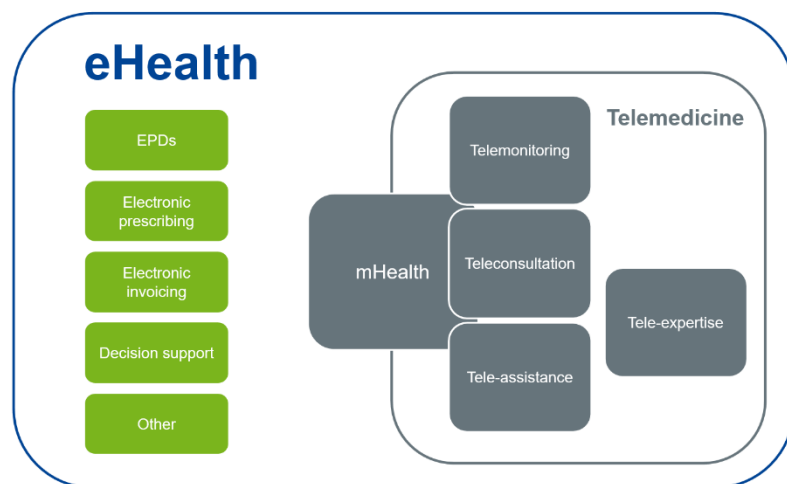 eHealth
EPDs
Electronic
prescribing
Electronic
invoicing
Decision support
Other
Telemedicine
Telemonitoring
mHealth
Teleconsultation
Tele-expertise
Tele-assistance